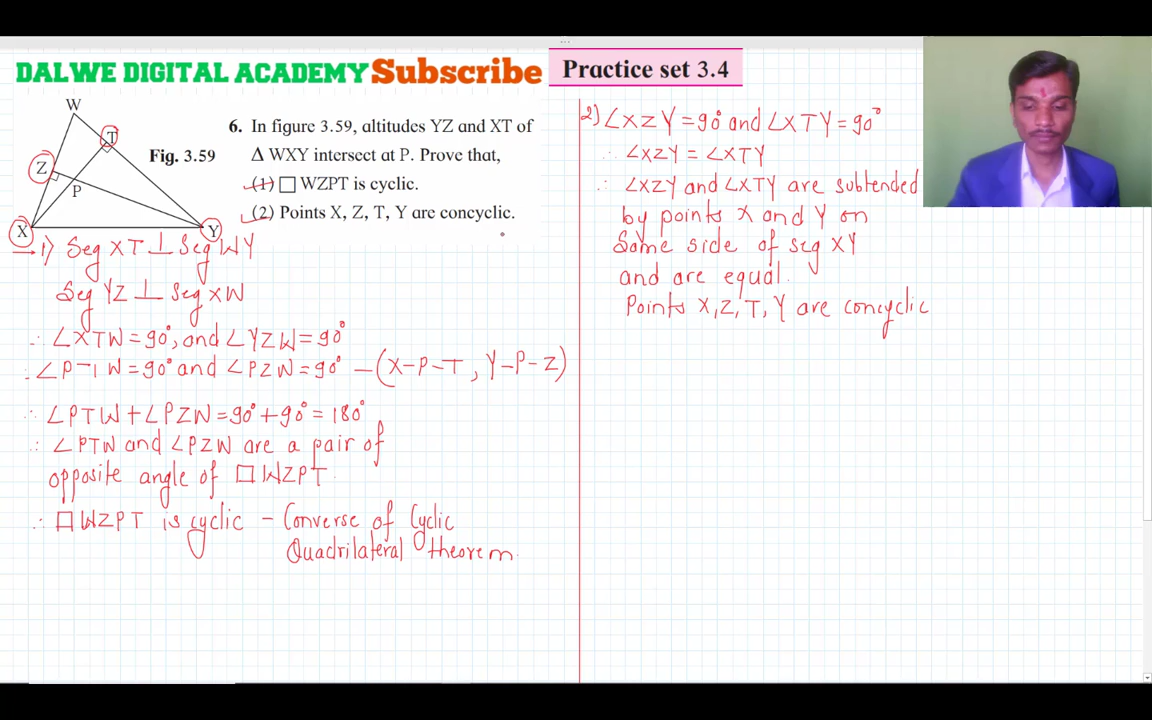 DALWE DIGITAL ACADEMY Subscribe
Practice set 3.4
W
T
Z
P
X
Y
Fig. 3.59
6. In figure 3.59, altitudes YZ and XT of
Δ WXY intersect at P. Prove that,
(1) □ WZPT is cyclic.
(2) Points X, Z, T, Y are concyclic.
→ 1) Seg XT ⊥ Seg WY
Seg YZ ⊥ Seg XW
∴ ∠XTW = 90°, and ∠YZW = 90°
∴ ∠PTW = 90° and ∠PZW = 90° – (X-P-T, Y-P-Z)
∴ ∠PTW + ∠PZW = 90° + 90° = 180°
∴ ∠PTW and ∠PZW are a pair of
opposite angle of □ WZPT.
∴ □ WZPT is cyclic – Converse of Cyclic
Quadrilateral theorem.
2) ∠XZY = 90° and ∠XTY = 90°
∴ ∠XZY = ∠XTY
∴ ∠XZY and ∠XTY are subtended
by points X and Y on
Same side of seg XY
and are equal.
Points X, Z, T, Y are concyclic